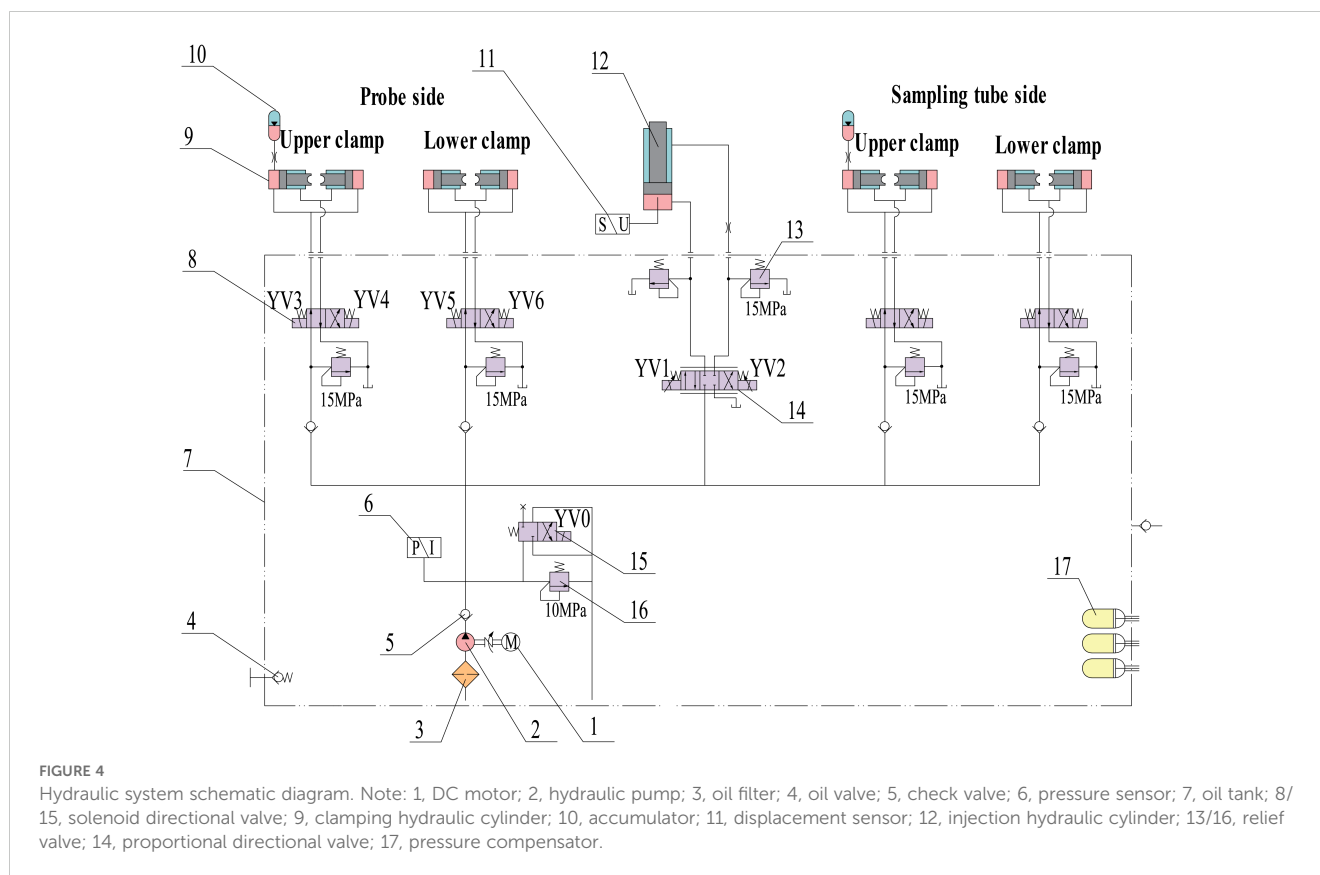 10
11
12
Probe side
Sampling tube side
9
Upper clamp
Lower clamp
Upper clamp
Lower clamp
S U
13
8
YV3
YV4
YV5
YV6
15MPa
YV1
YV2
15MPa
15MPa
15MPa
15MPa
14
7
6
YV0
P I
15
17
10MPa
16
4
5
M
3
2
1
FIGURE 4
Hydraulic system schematic diagram. Note: 1, DC motor; 2, hydraulic pump; 3, oil filter; 4, oil valve; 5, check valve; 6, pressure sensor; 7, oil tank; 8/
15, solenoid directional valve; 9, clamping hydraulic cylinder; 10, accumulator; 11, displacement sensor; 12, injection hydraulic cylinder; 13/16, relief
valve; 14, proportional directional valve; 17, pressure compensator.